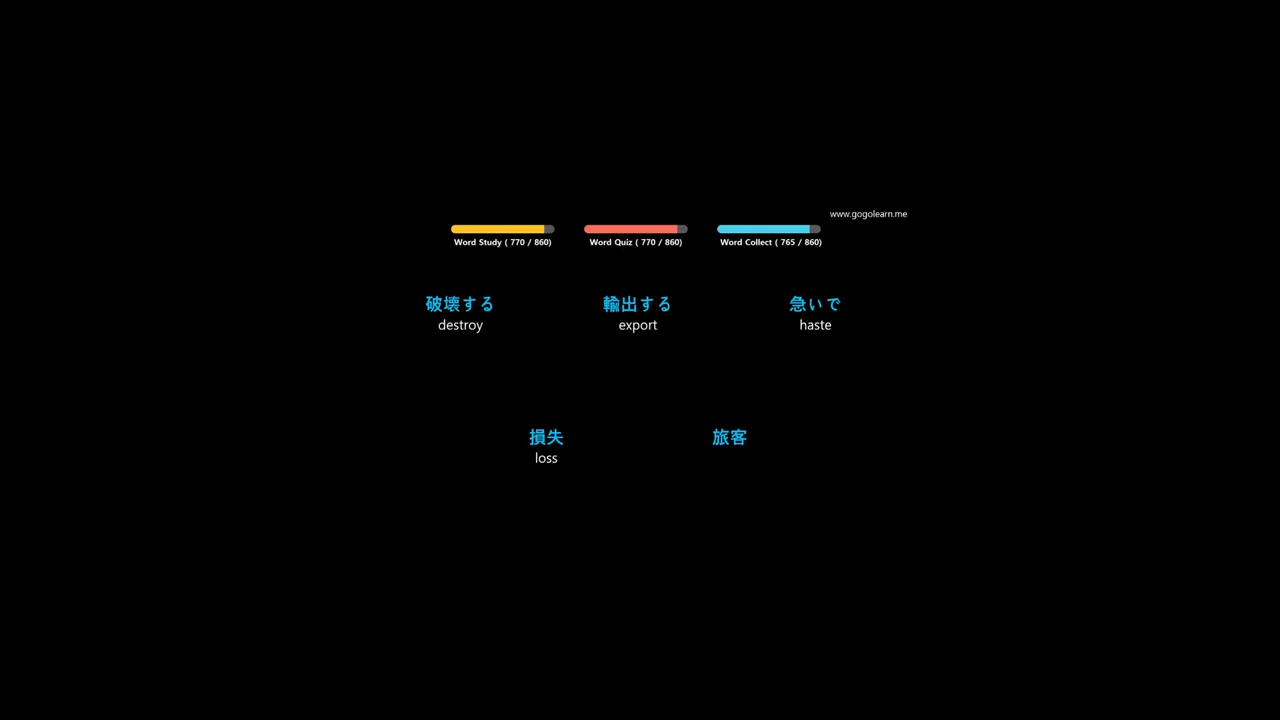 www.gogolearn.me
Word Study ( 770 / 860)
Word Quiz ( 770 / 860)
Word Collect ( 765 / 860)
破壊する
destroy
輸出する
export
急いで
haste
損失
loss
旅客